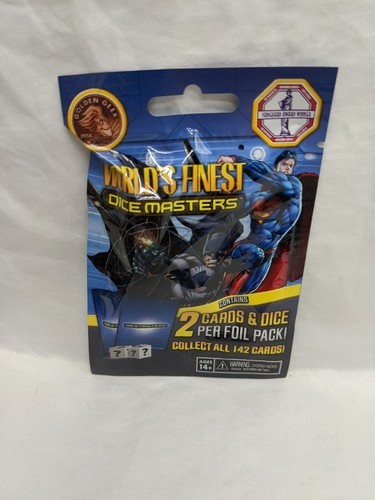 GOLDEN GEEK
2014
WORLD'S FINEST
DICE MASTERS
CONTAINS
2 CARDS & DICE
PER FOIL PACK!
COLLECT ALL 142 CARDS!
? ? ?
AGES
14+
WARNING: